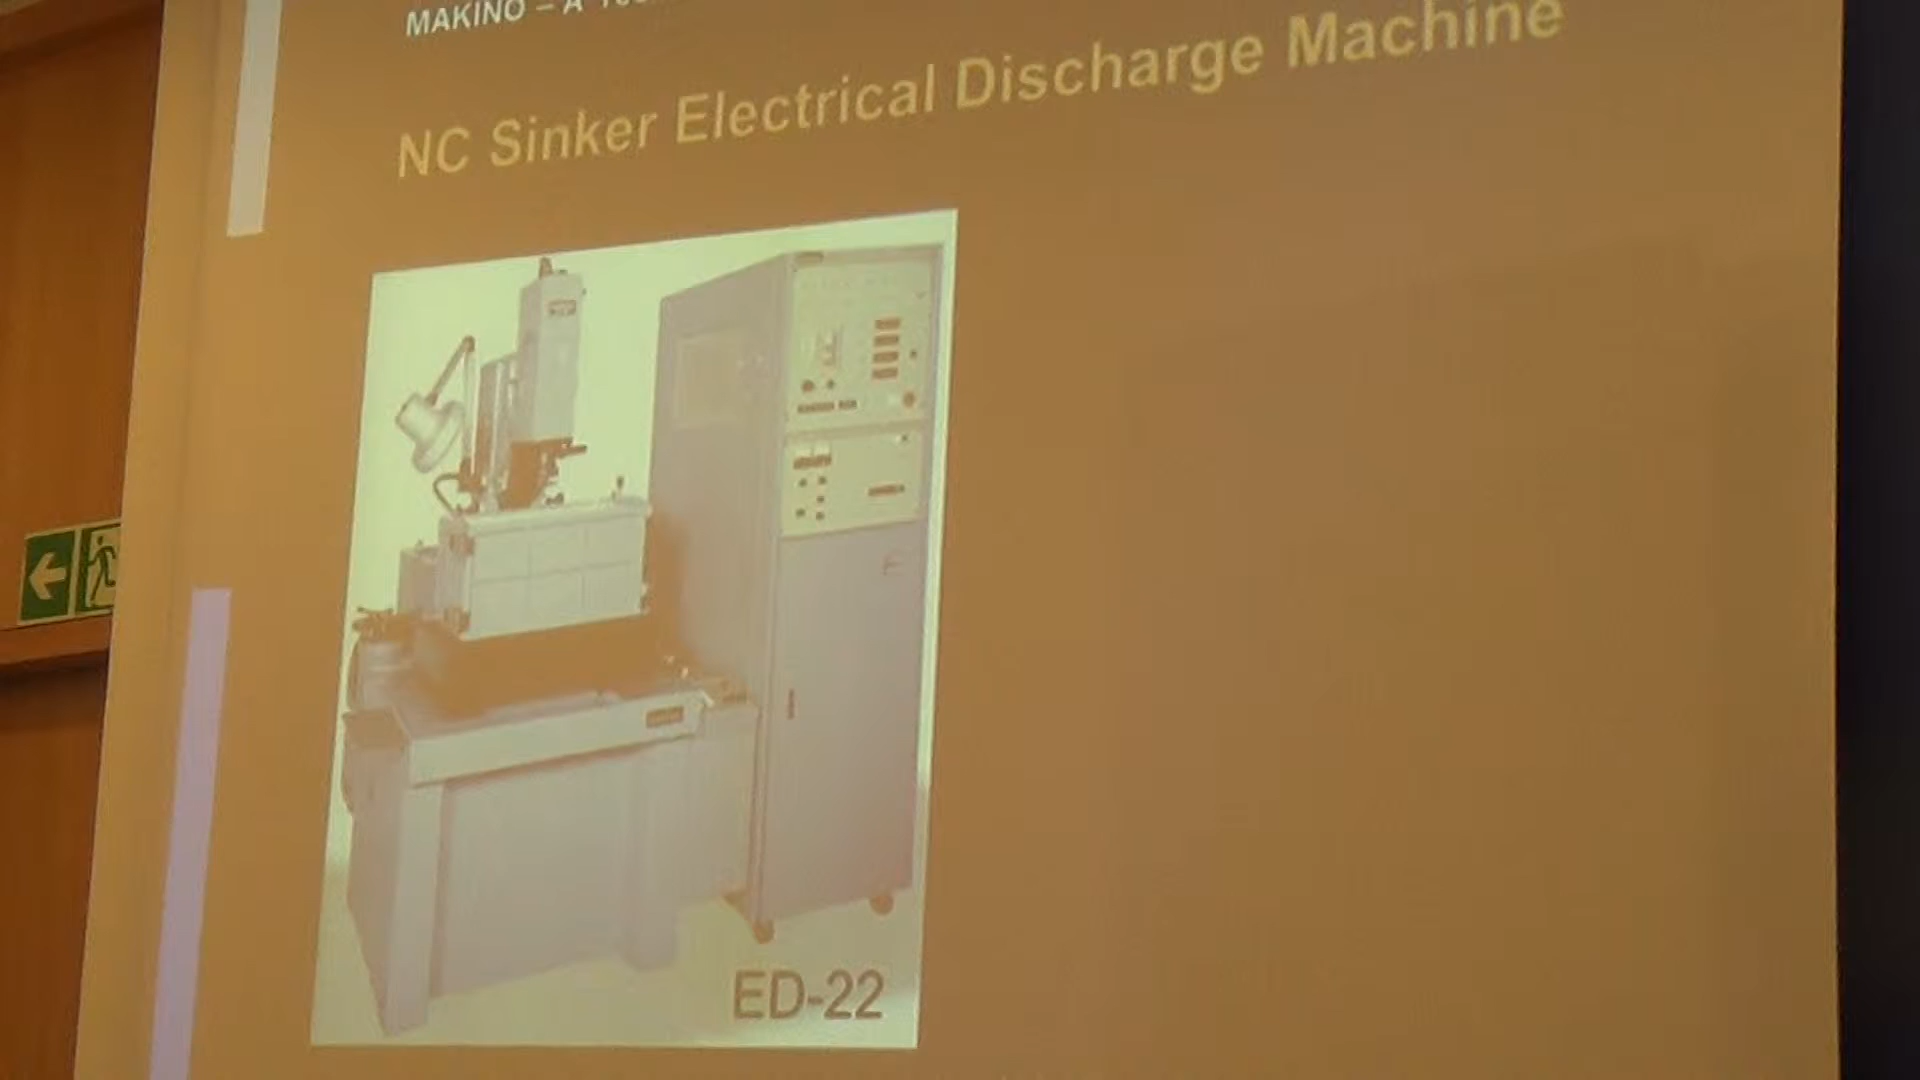 MAKINO – A
NC Sinker Electrical Discharge Machine
ED-22